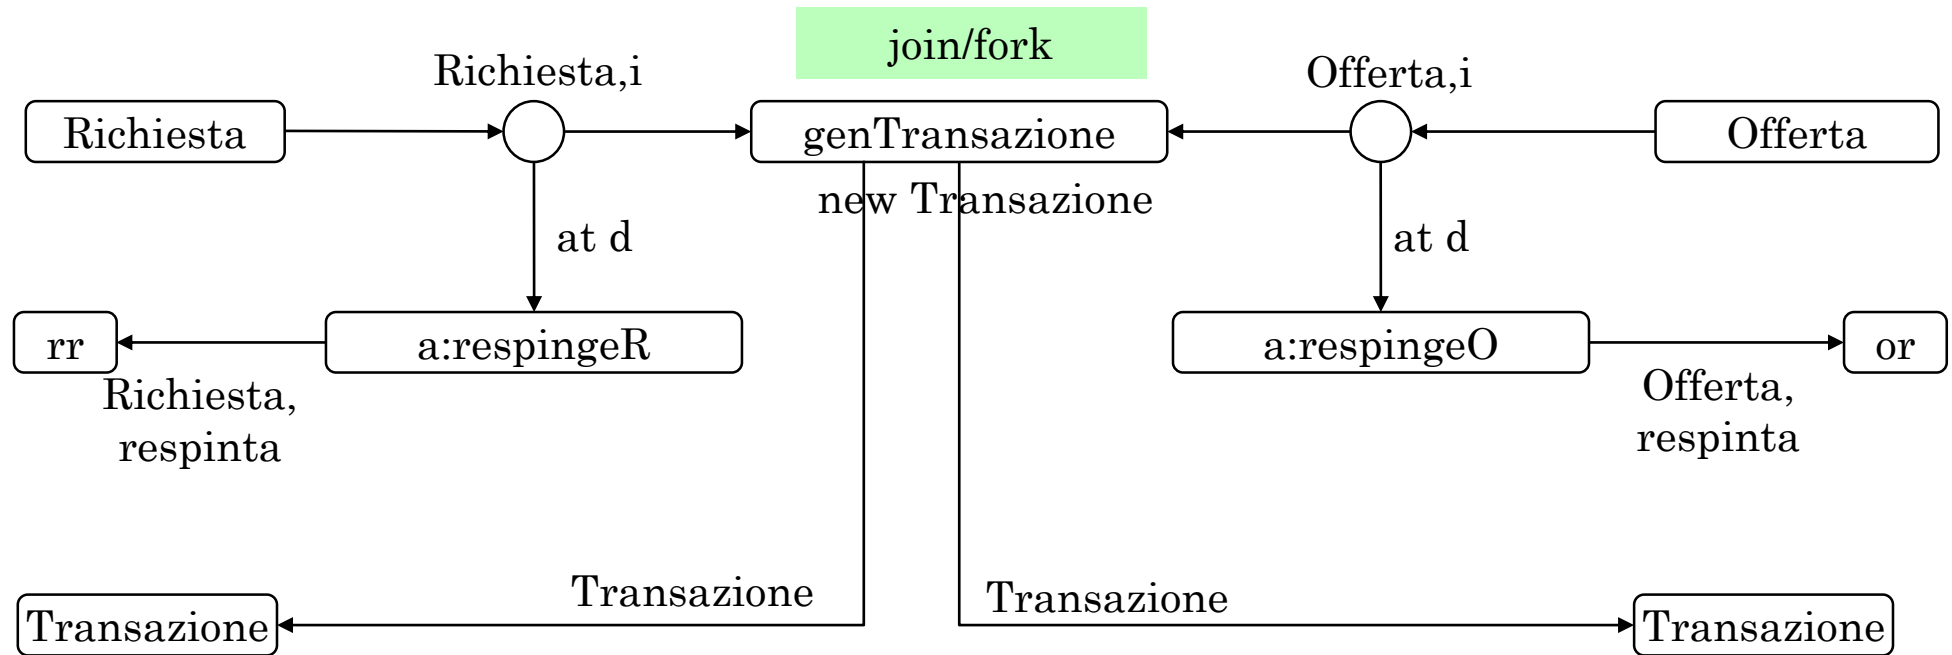 join/fork
Richiesta,i
Offerta,i
Richiesta
genTransazione
Offerta
new Transazione
at d
at d
rr
a:respingeR
a:respingeO
or
Richiesta,
respinta
Offerta,
respinta
Transazione
Transazione
Transazione
Transazione